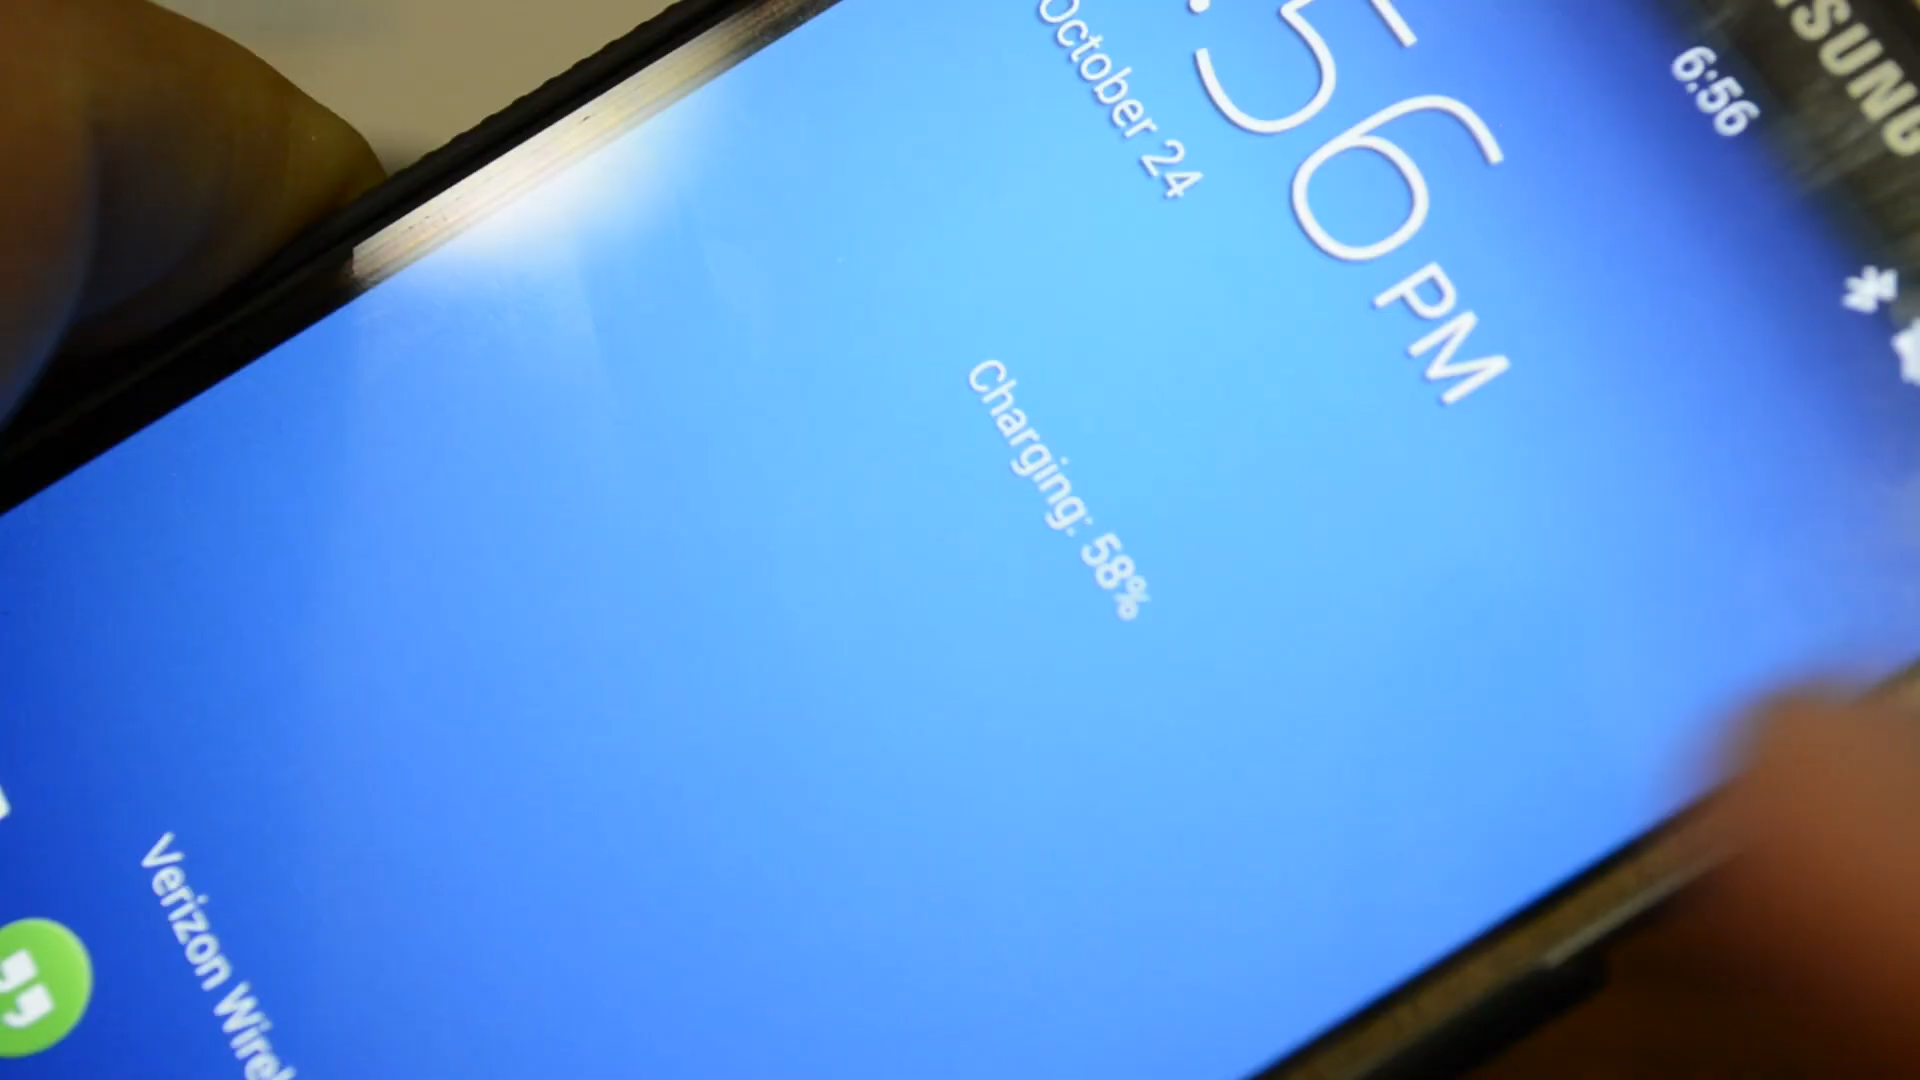 SUNG
6:56
:56 PM
October 24
Charging: 58%
Verizon Wirel